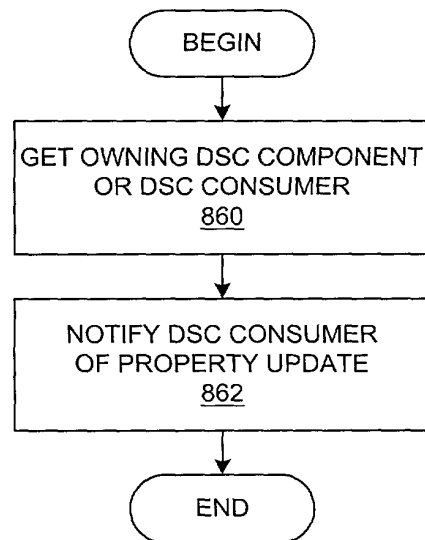 BEGIN
GET OWNING DSC COMPONENT
OR DSC CONSUMER
860
NOTIFY DSC CONSUMER
OF PROPERTY UPDATE
862
END